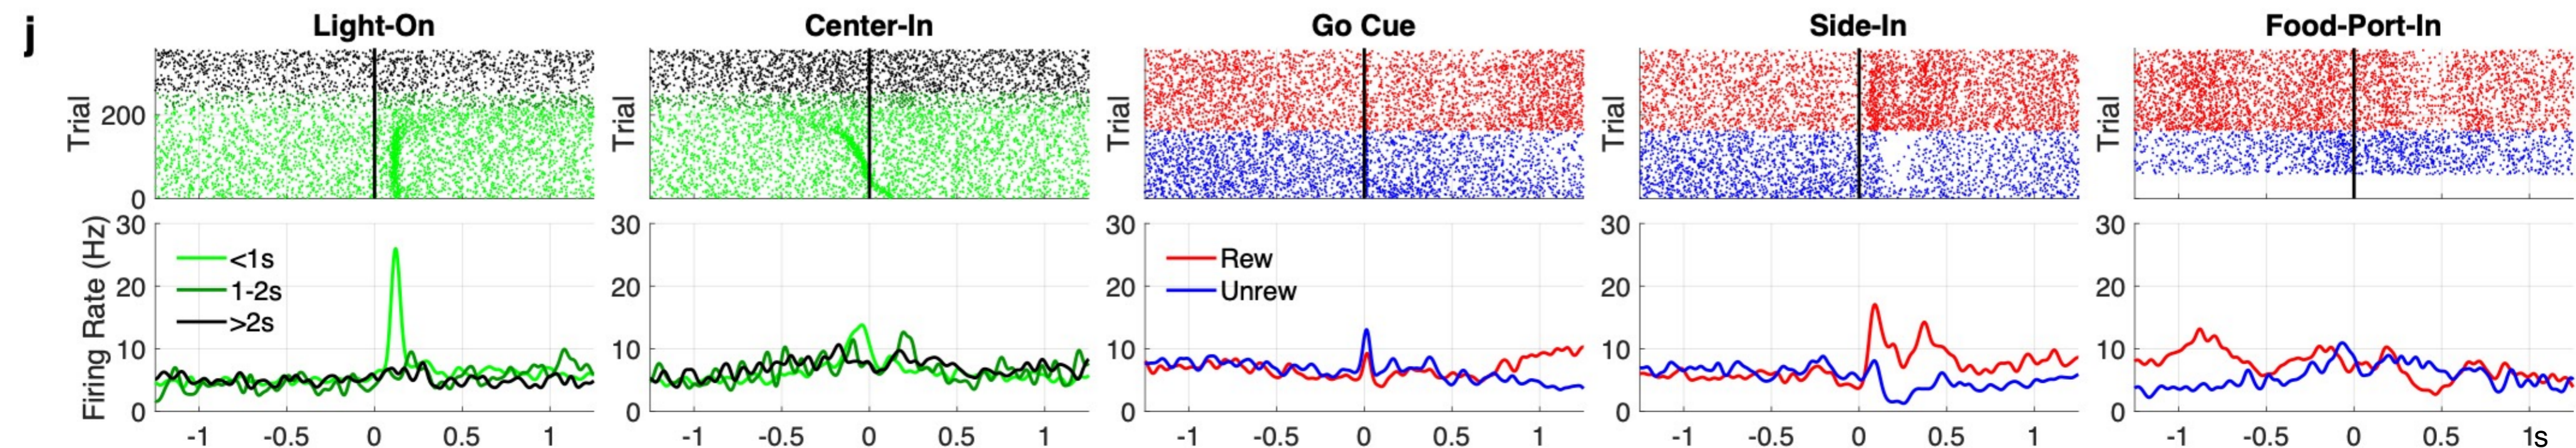 j
Light-On
Center-In
Go Cue
Side-In
Food-Port-In
Trial
200
0
Trial
Trial
Trial
Trial
Firing Rate (Hz)
30
20
10
0
<1s
1-2s
>2s
-1 -0.5 0 0.5 1
30
20
10
0
-1 -0.5 0 0.5 1
30
20
10
0
Rew
Unrew
-1 -0.5 0 0.5 1
30
20
10
0
-1 -0.5 0 0.5 1
30
20
10
0
-1 -0.5 0 0.5 1s